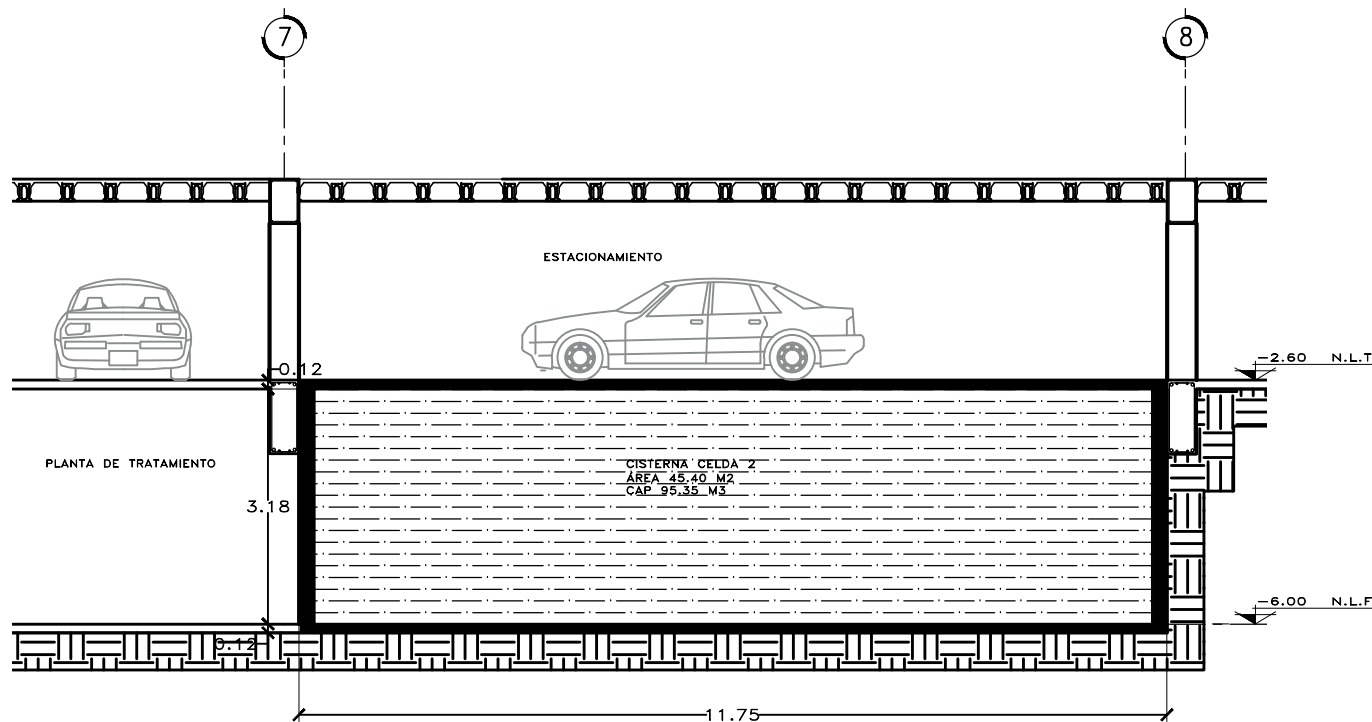 7
8
ESTACIONAMIENTO
-0.12
-2.60 N.L.T
PLANTA DE TRATAMIENTO
CISTERNA CELDA 2
ÁREA 45.40 M2
CAP 95.35 M3
3.18
-6.00 N.L.F
0.12
11.75